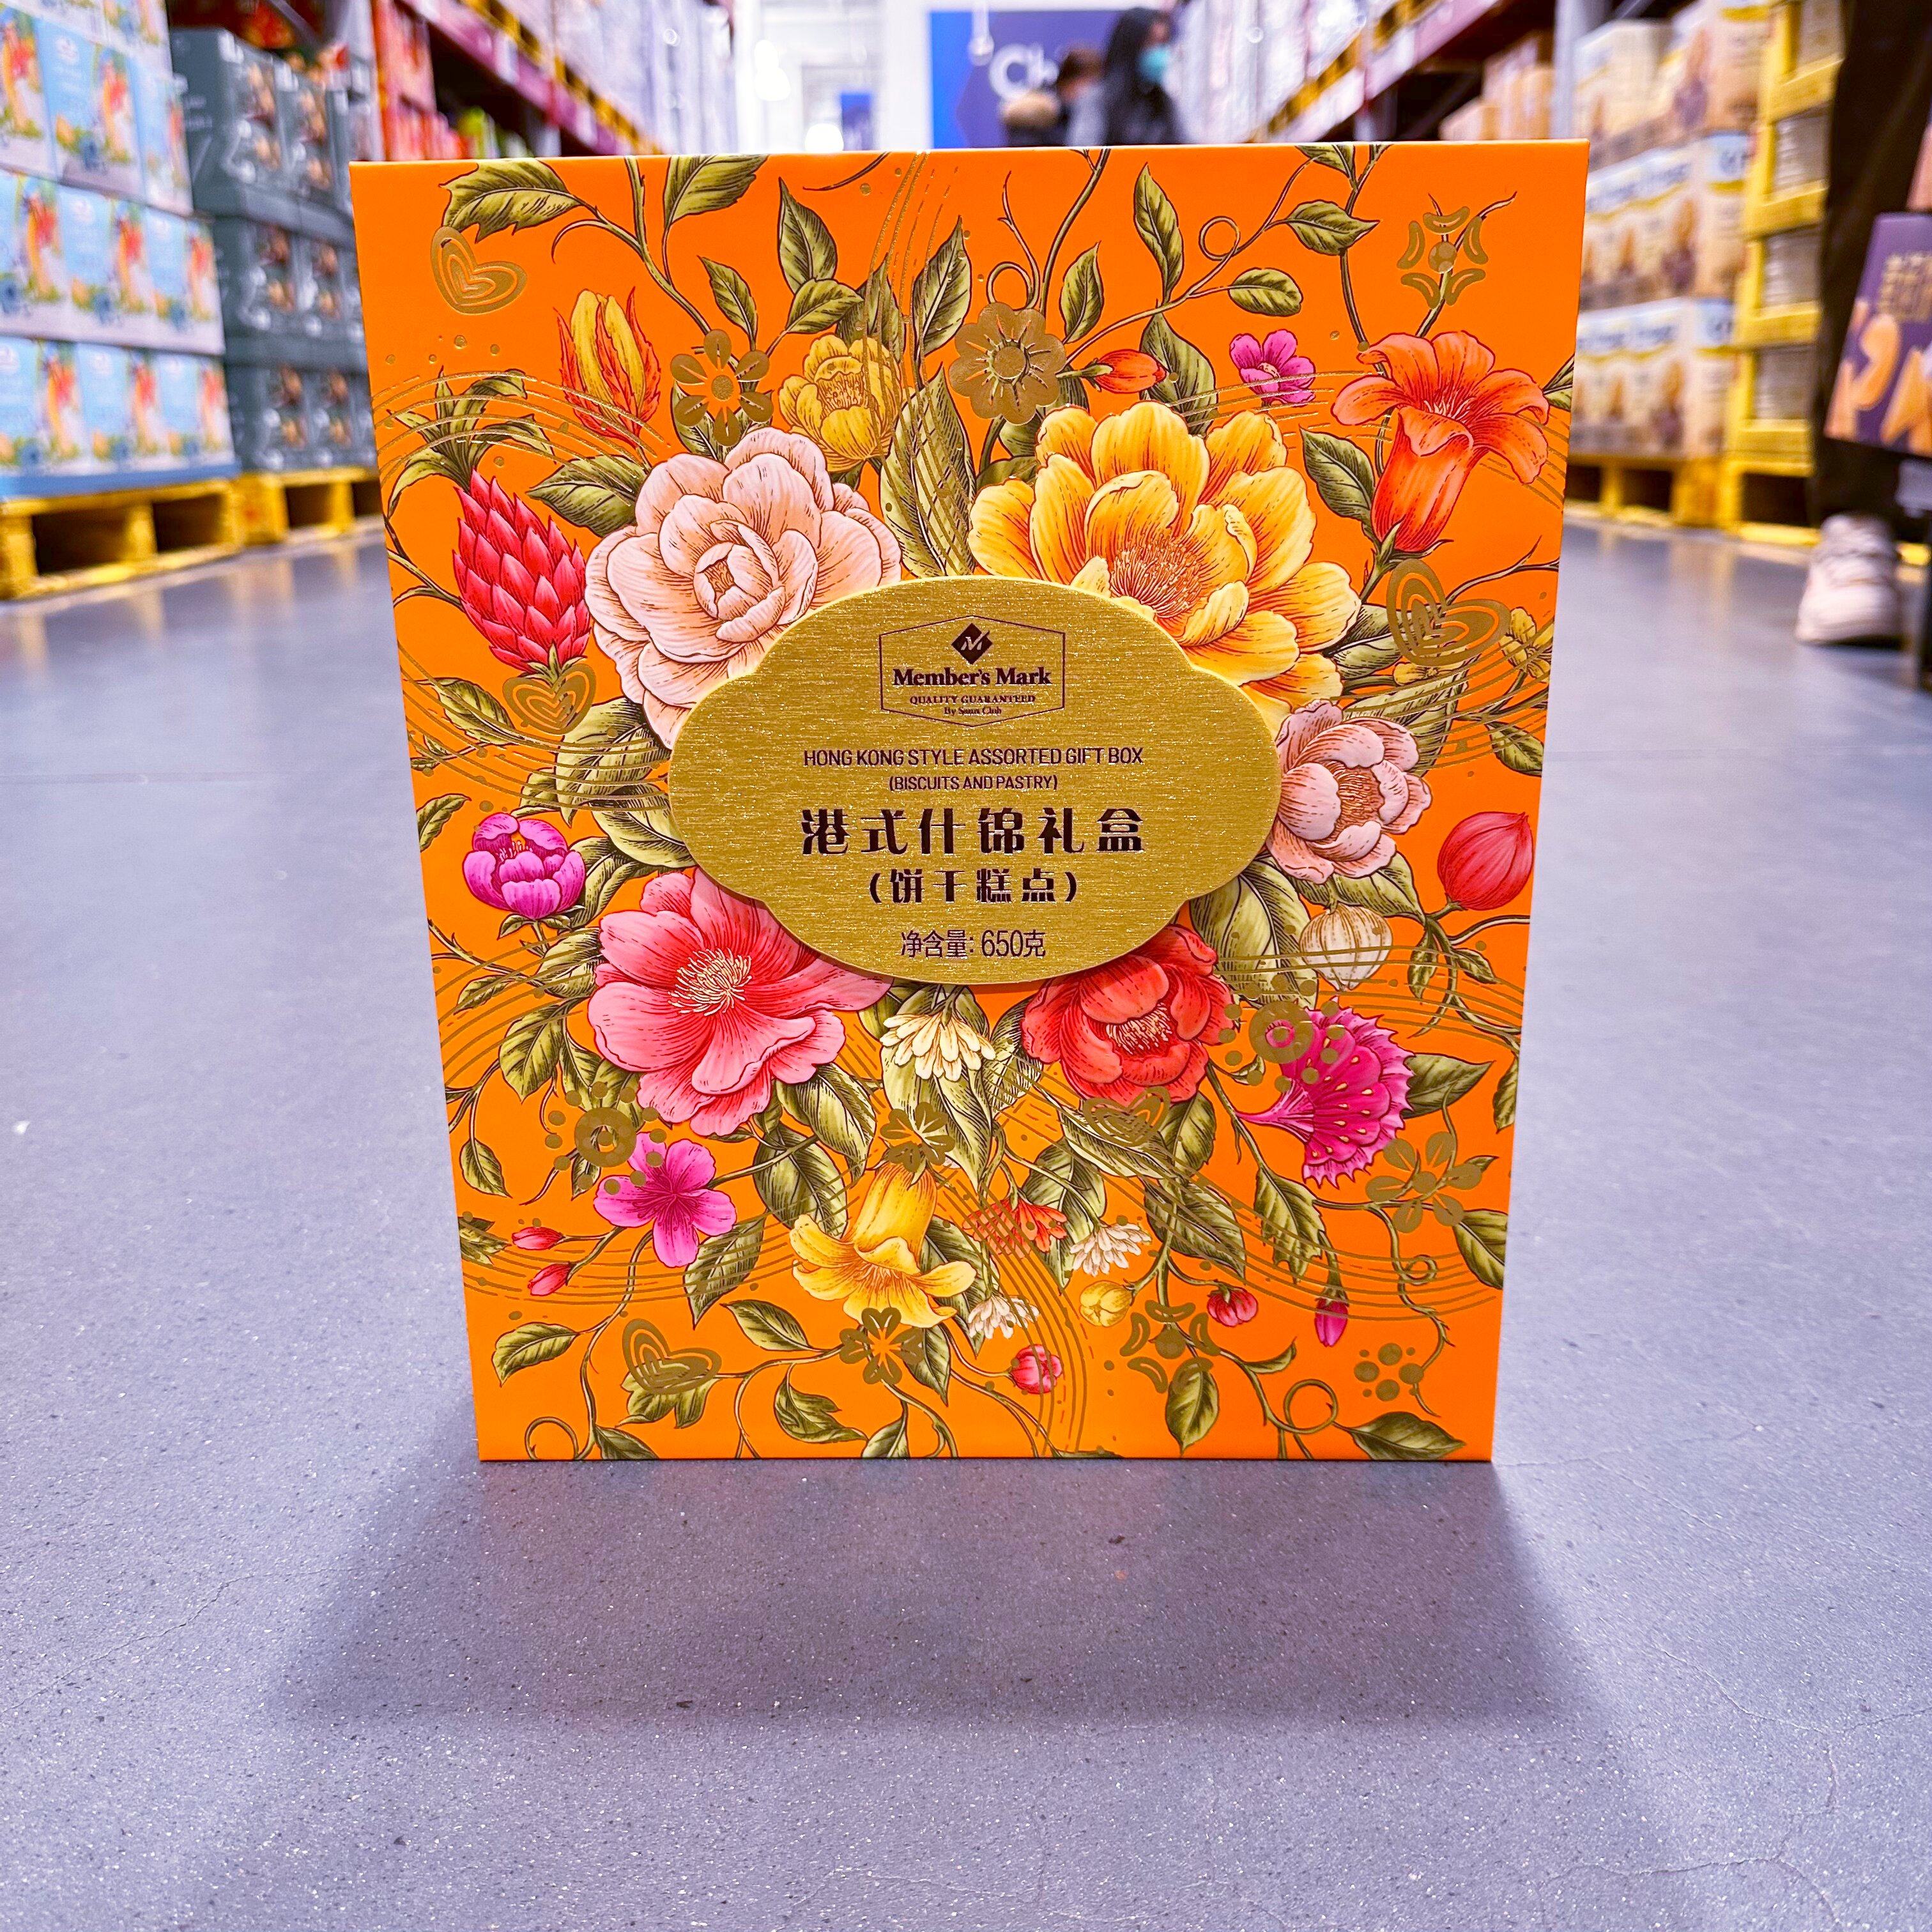 Ch
Member's Mark
QUALITY GUARANTEED
By Sam's Club
HONG KONG STYLE ASSORTED GIFT BOX
(BISCUITS AND PASTRY)
港式什锦礼盒
(饼干糕点)
净含量: 650克